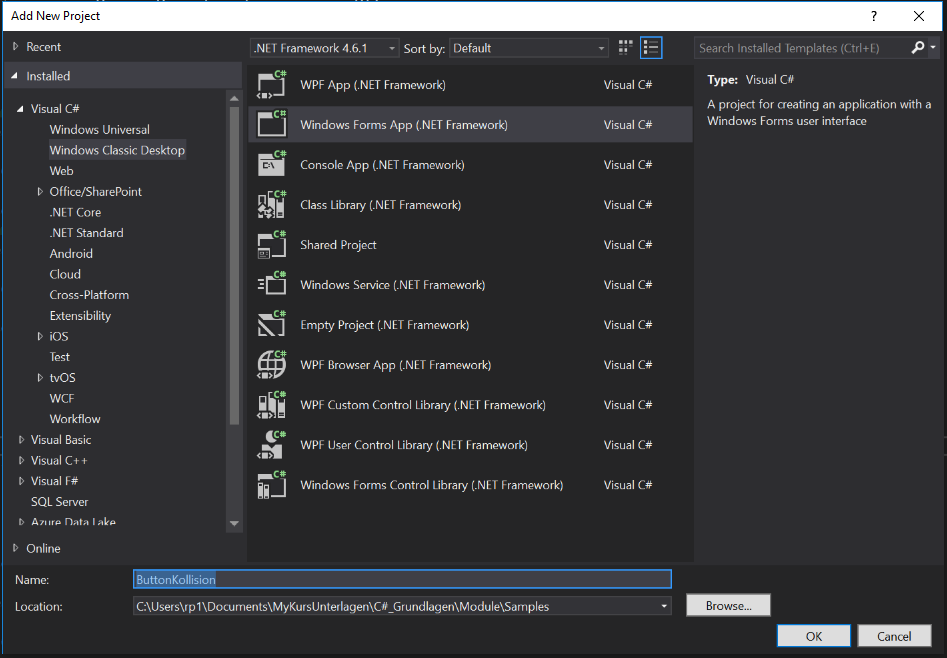 Add New Project
? ×
Recent
.NET Framework 4.6.1
Sort by: Default
Search Installed Templates (Ctrl+E)
Installed
Visual C#
Windows Universal
Windows Classic Desktop
Web
Office/SharePoint
.NET Core
.NET Standard
Android
Cloud
Cross-Platform
Extensibility
iOS
Test
tvOS
WCF
Workflow
Visual Basic
Visual C++
Visual F#
SQL Server
Azure Data Lake
Online
C# WPF App (.NET Framework) Visual C#
C# Windows Forms App (.NET Framework) Visual C#
C# C:\ Console App (.NET Framework) Visual C#
C# Class Library (.NET Framework) Visual C#
C# Shared Project Visual C#
C# Windows Service (.NET Framework) Visual C#
C# Empty Project (.NET Framework) Visual C#
C# WPF Browser App (.NET Framework) Visual C#
C# WPF Custom Control Library (.NET Framework) Visual C#
C# WPF User Control Library (.NET Framework) Visual C#
C# Windows Forms Control Library (.NET Framework) Visual C#
Type: Visual C#
A project for creating an application with a
Windows Forms user interface
Name: ButtonKollision
Location: C:\Users\rp1\Documents\MyKursUnterlagen\C#_Grundlagen\Module\Samples
Browse...
OK Cancel